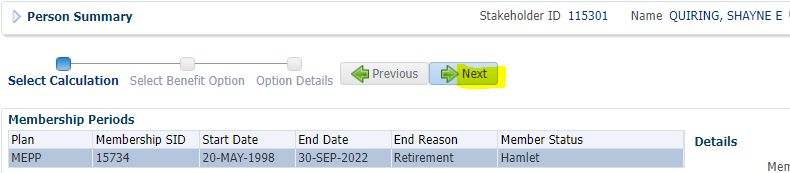 Person Summary Stakeholder ID 115301 Name QUIRING, SHAYNE E
Previous Next
Select Calculation Select Benefit Option Option Details
Membership Periods
Plan Membership SID Start Date End Date End Reason Member Status Details
MEPP 15734 20-MAY-1998 30-SEP-2022 Retirement Hamlet